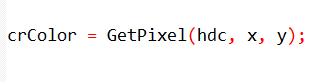 crColor = GetPixel(hdc, x, y);